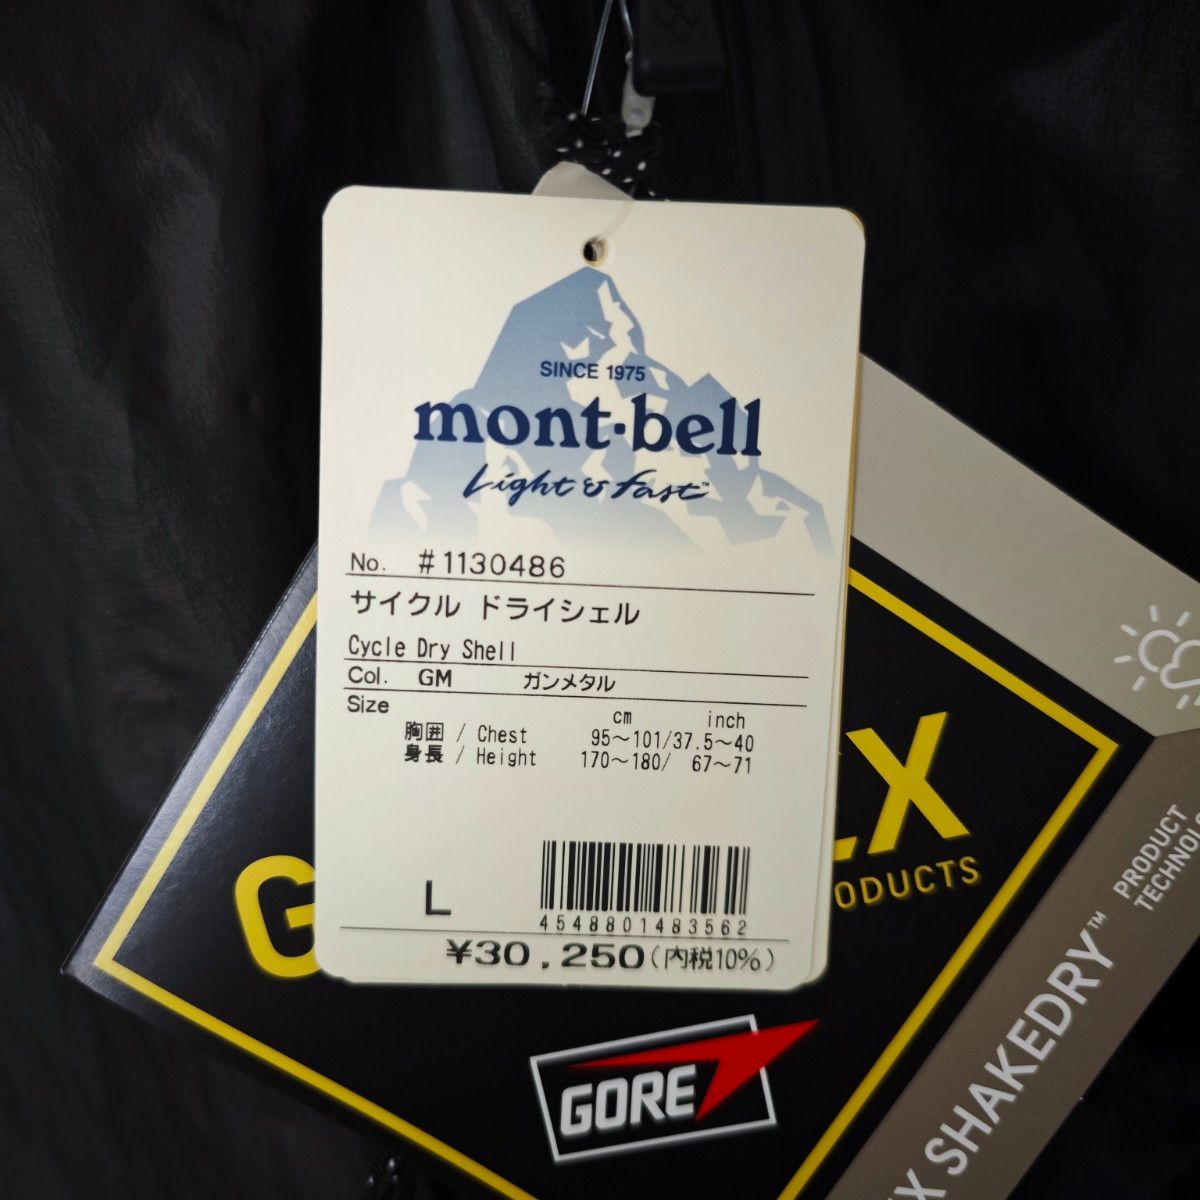 SINCE 1975
mont·bell
Light & fast™
No. #1130486
サイクル ドライシェル
Cycle Dry Shell
Col. GM ガンメタル
Size
cm inch
胸囲 / Chest 95〜101/37.5〜40
身長 / Height 170〜180/ 67〜71
L
4548801483562
¥30,250(内税10%)
G
EX
ODUCTS
GORE
X SHAKEDRY™
PRODUCT
TECHNOLO